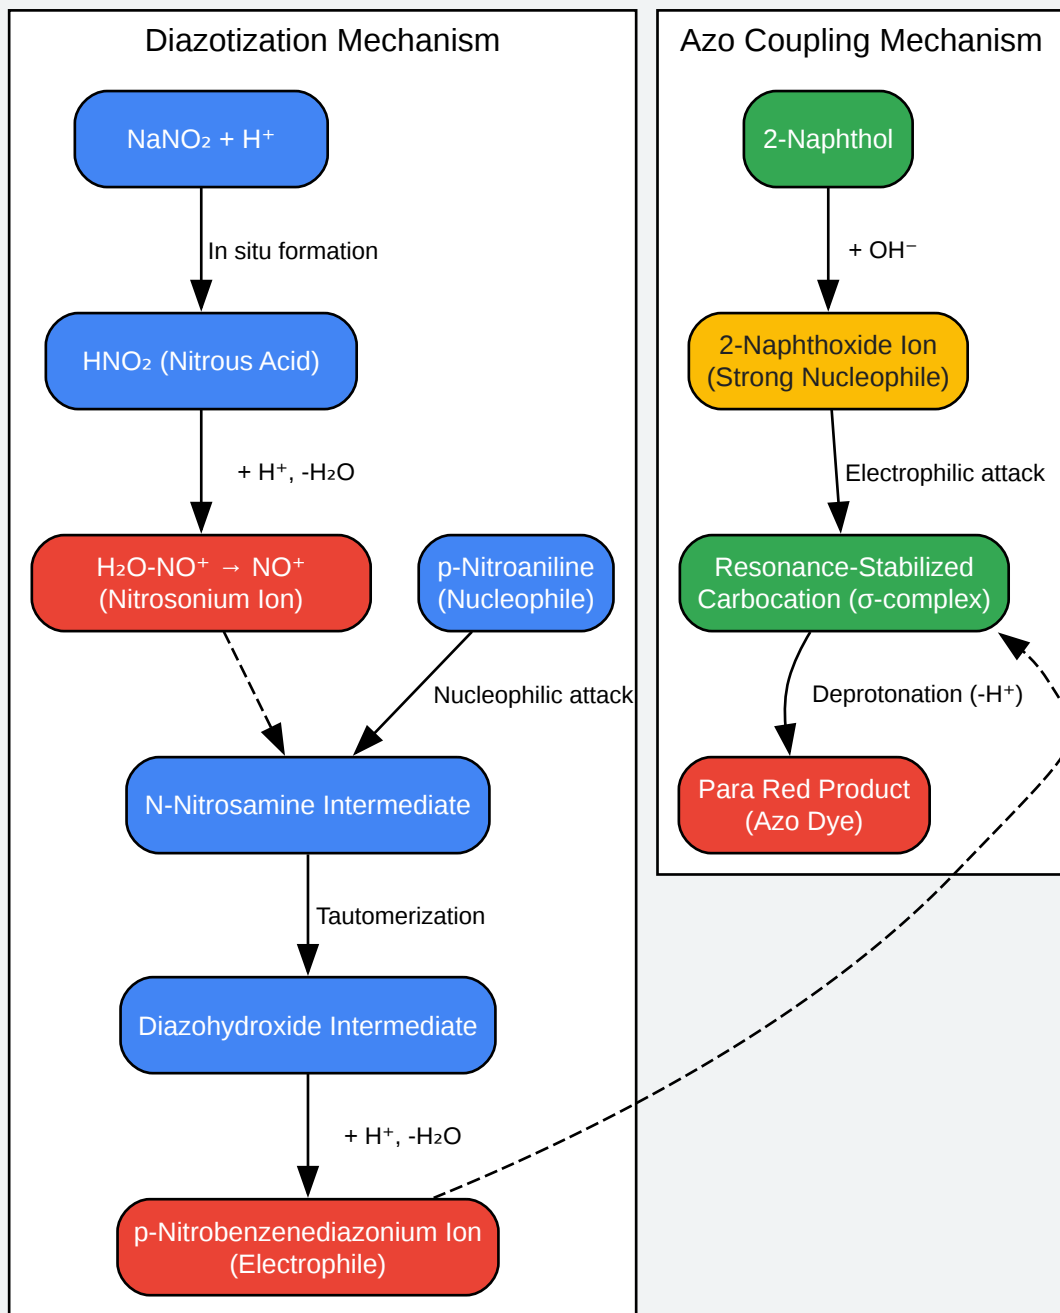 Diazotization Mechanism
NaNO₂ + H⁺
In situ formation
HNO₂ (Nitrous Acid)
+ H⁺, -H₂O
H₂O-NO⁺ → NO⁺
(Nitrosonium Ion)
p-Nitroaniline
(Nucleophile)
Nucleophilic attack
N-Nitrosamine Intermediate
Tautomerization
Diazohydroxide Intermediate
+ H⁺, -H₂O
p-Nitrobenzenediazonium Ion
(Electrophile)
Azo Coupling Mechanism
2-Naphthol
+ OH⁻
2-Naphthoxide Ion
(Strong Nucleophile)
Electrophilic attack
Resonance-Stabilized
Carbocation (σ-complex)
Deprotonation (-H⁺)
Para Red Product
(Azo Dye)